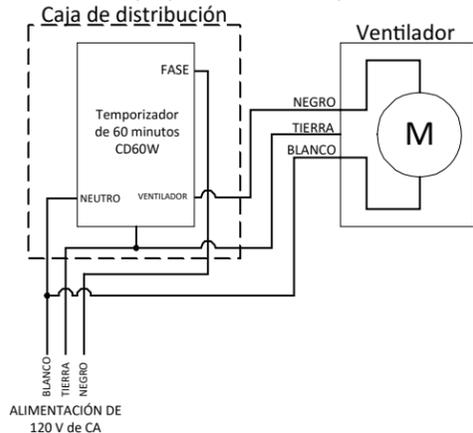 Caja de distribución
Ventilador
FASE
Temporizador
de 60 minutos
CD60W
NEGRO
TIERRA
BLANCO
M
NEUTRO
VENTILADOR
BLANCO
TIERRA
NEGRO
ALIMENTACIÓN DE
120 V de CA